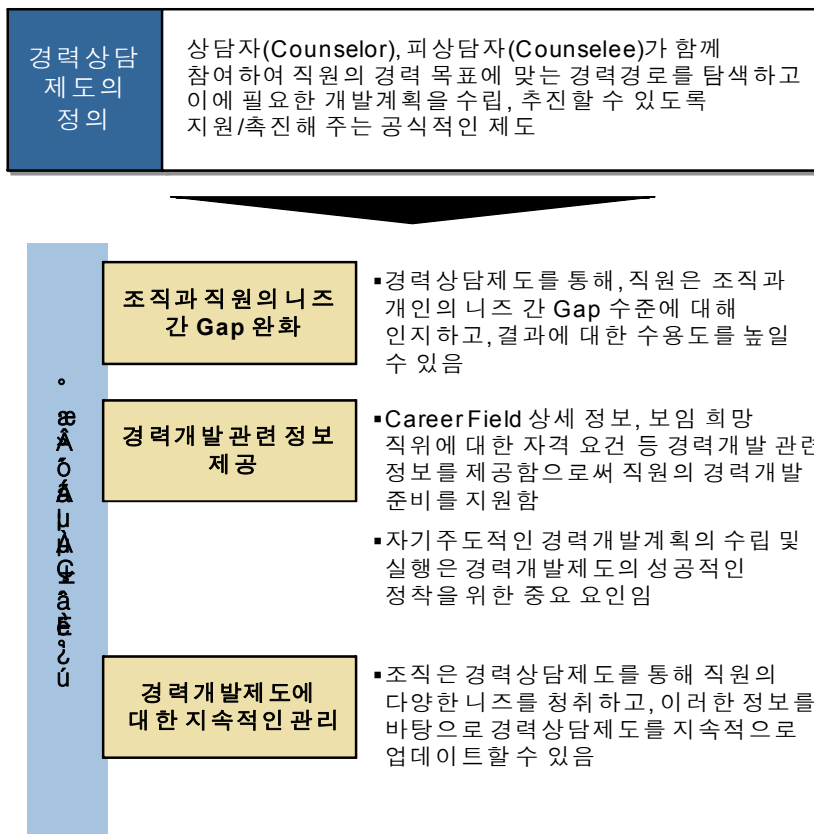 경력상담
제도의
정의
상담자(Counselor), 피상담자(Counselee)가 함께
참여하여 직원의 경력 목표에 맞는 경력경로를 탐색하고
이에 필요한 개발계획을 수립, 추진할 수 있도록
지원/촉진해 주는 공식적인 제도
조직과 직원의 니즈
간 Gap 완화
▪경력상담제도를 통해, 직원은 조직과
개인의 니즈 간 Gap 수준에 대해
인지하고, 결과에 대한 수용도를 높일
수 있음
경력개발 관련 정보
제공
▪Career Field 상세 정보, 보임 희망
직위에 대한 자격 요건 등 경력개발 관련
정보를 제공함으로써 직원의 경력개발
준비를 지원함
▪자기주도적인 경력개발계획의 수립 및
실행은 경력개발제도의 성공적인
정착을 위한 중요 요인임
경력개발제도에
대한 지속적인 관리
▪조직은 경력상담제도를 통해 직원의
다양한 니즈를 청취하고, 이러한 정보를
바탕으로 경력상담제도를 지속적으로
업데이트할 수 있음